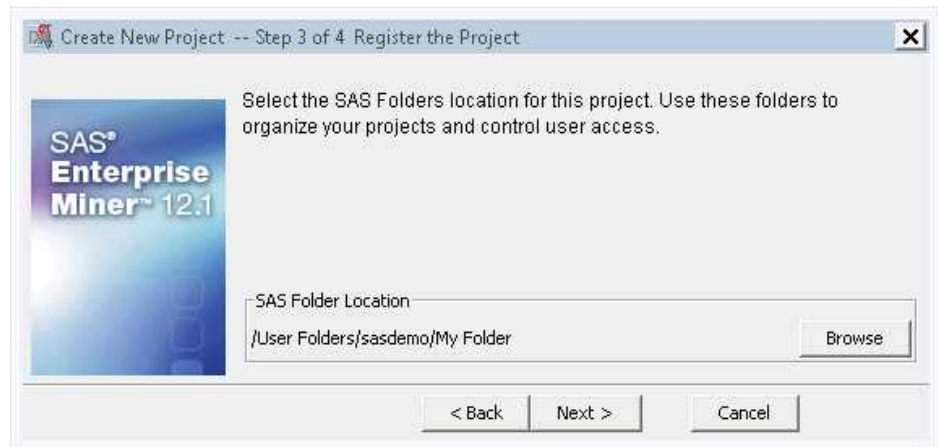 Create New Project -- Step 3 of 4 Register the Project
Select the SAS Folders location for this project. Use these folders to
organize your projects and control user access.
SAS®
Enterprise
Miner™ 12.1
SAS Folder Location
/User Folders/sasdemo/My Folder
Browse
< Back
Next >
Cancel